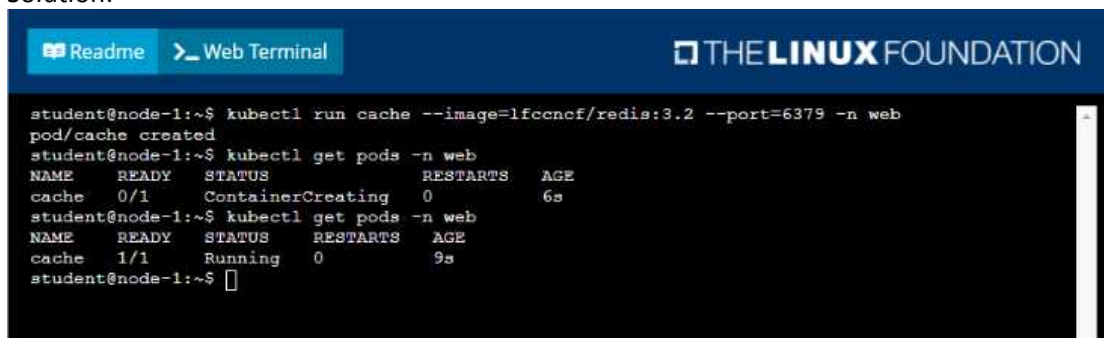 Solution:
Readme >_ Web Terminal THE LINUX FOUNDATION
student@node-1:~$ kubectl run cache --image=lfccncf/redis:3.2 --port=6379 -n web
pod/cache created
student@node-1:~$ kubectl get pods -n web
NAME READY STATUS RESTARTS AGE
cache 0/1 ContainerCreating 0 6s
student@node-1:~$ kubectl get pods -n web
NAME READY STATUS RESTARTS AGE
cache 1/1 Running 0 9s
student@node-1:~$